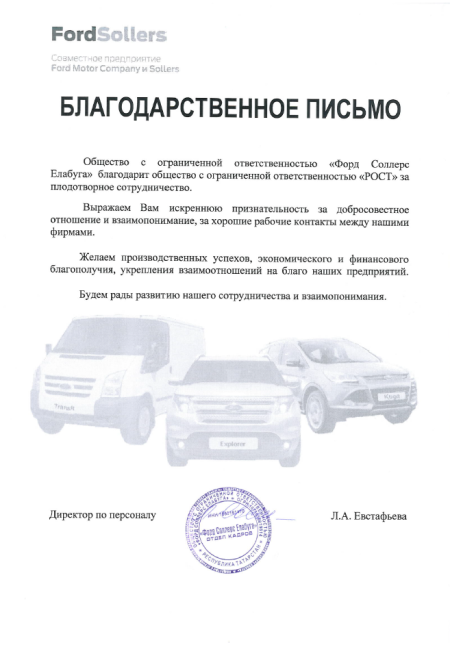 FordSollers
Совместное предприятие
Ford Motor Company и Sollers
БЛАГОДАРСТВЕННОЕ ПИСЬМО
Общество с ограниченной ответственностью «Форд Соллерс
Елабуга» благодарит общество с ограниченной ответственностью «РОСТ» за
плодотворное сотрудничество.
Выражаем Вам искреннюю признательность за добросовестное
отношение и взаимопонимание, за хорошие рабочие контакты между нашими
фирмами.
Желаем производственных успехов, экономического и финансового
благополучия, укрепления взаимоотношений на благо наших предприятий.
Будем рады развитию нашего сотрудничества и взаимопонимания.
Transit
Explorer
Kuga
Директор по персоналу
Л.А. Евстафьева
«Форд Соллерс Елабуга»
ОТДЕЛ КАДРОВ
РЕСПУБЛИКА ТАТАРСТАН